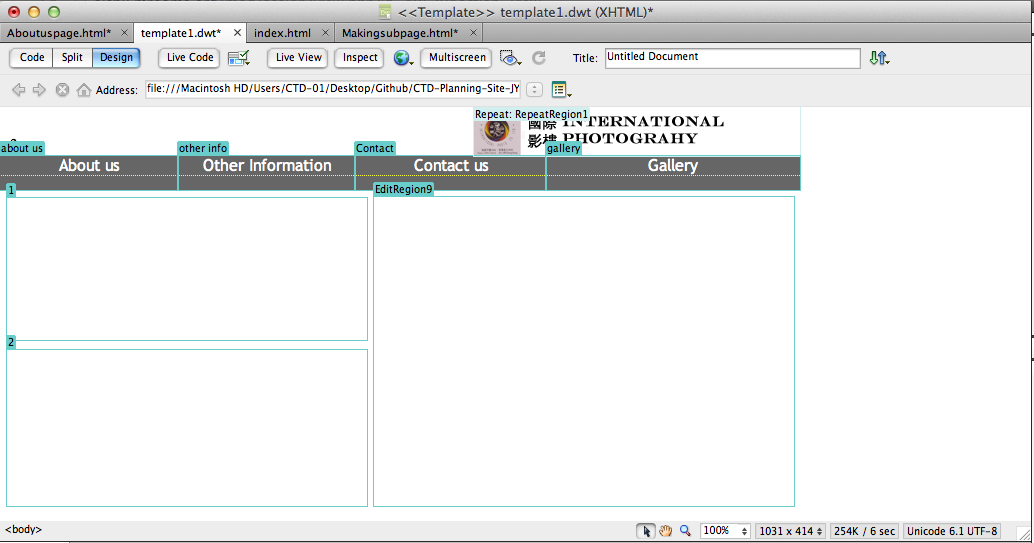 <<Template>> template1.dwt (XHTML)*
Aboutuspage.html* × template1.dwt* × index.html × Makingsubpage.html* ×
Code Split Design Live Code Live View Inspect Multiscreen Title: Untitled Document
Address: file:///Macintosh HD/Users/CTD-01/Desktop/Github/CTD-Planning-Site-JY
Repeat: RepeatRegion1
國際 INTERNATIONAL
影樓 PHOTOGRAHY
about us other info Contact gallery
About us Other Information Contact us Gallery
1 EditRegion9
2
<body> 100% 1031 x 414 254K / 6 sec Unicode 6.1 UTF-8